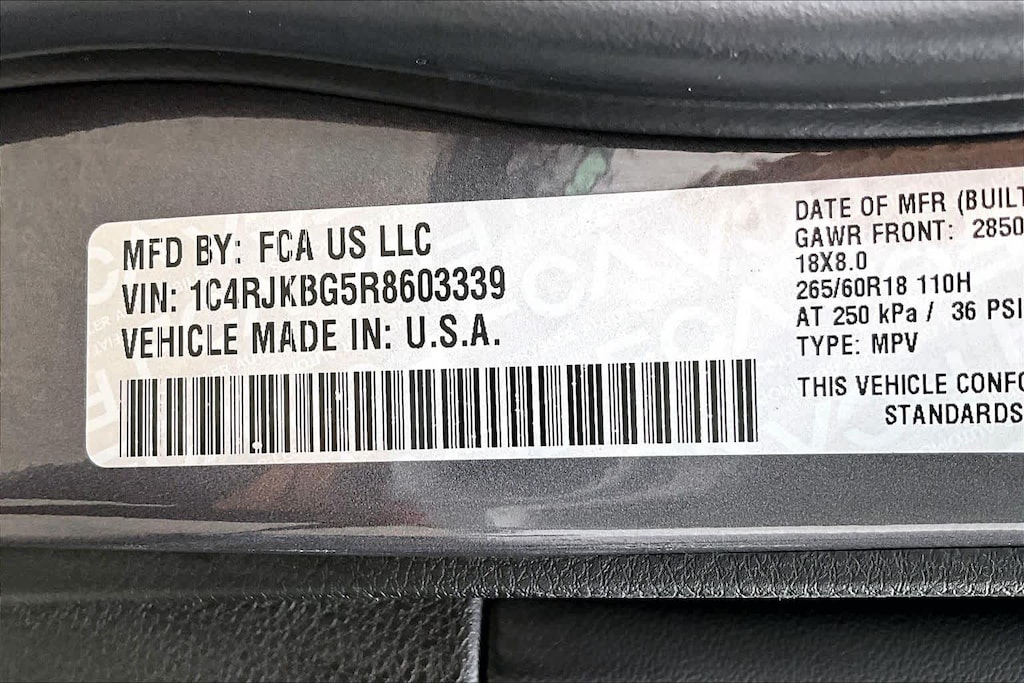 MFD BY: FCA US LLC
VIN: 1C4RJKBG5R8603339
VEHICLE MADE IN: U.S.A.
DATE OF MFR (BUILT
GAWR FRONT: 2850
18X8.0
265/60R18 110H
AT 250 kPa / 36 PSI
TYPE: MPV
THIS VEHICLE CONFO
STANDARDS